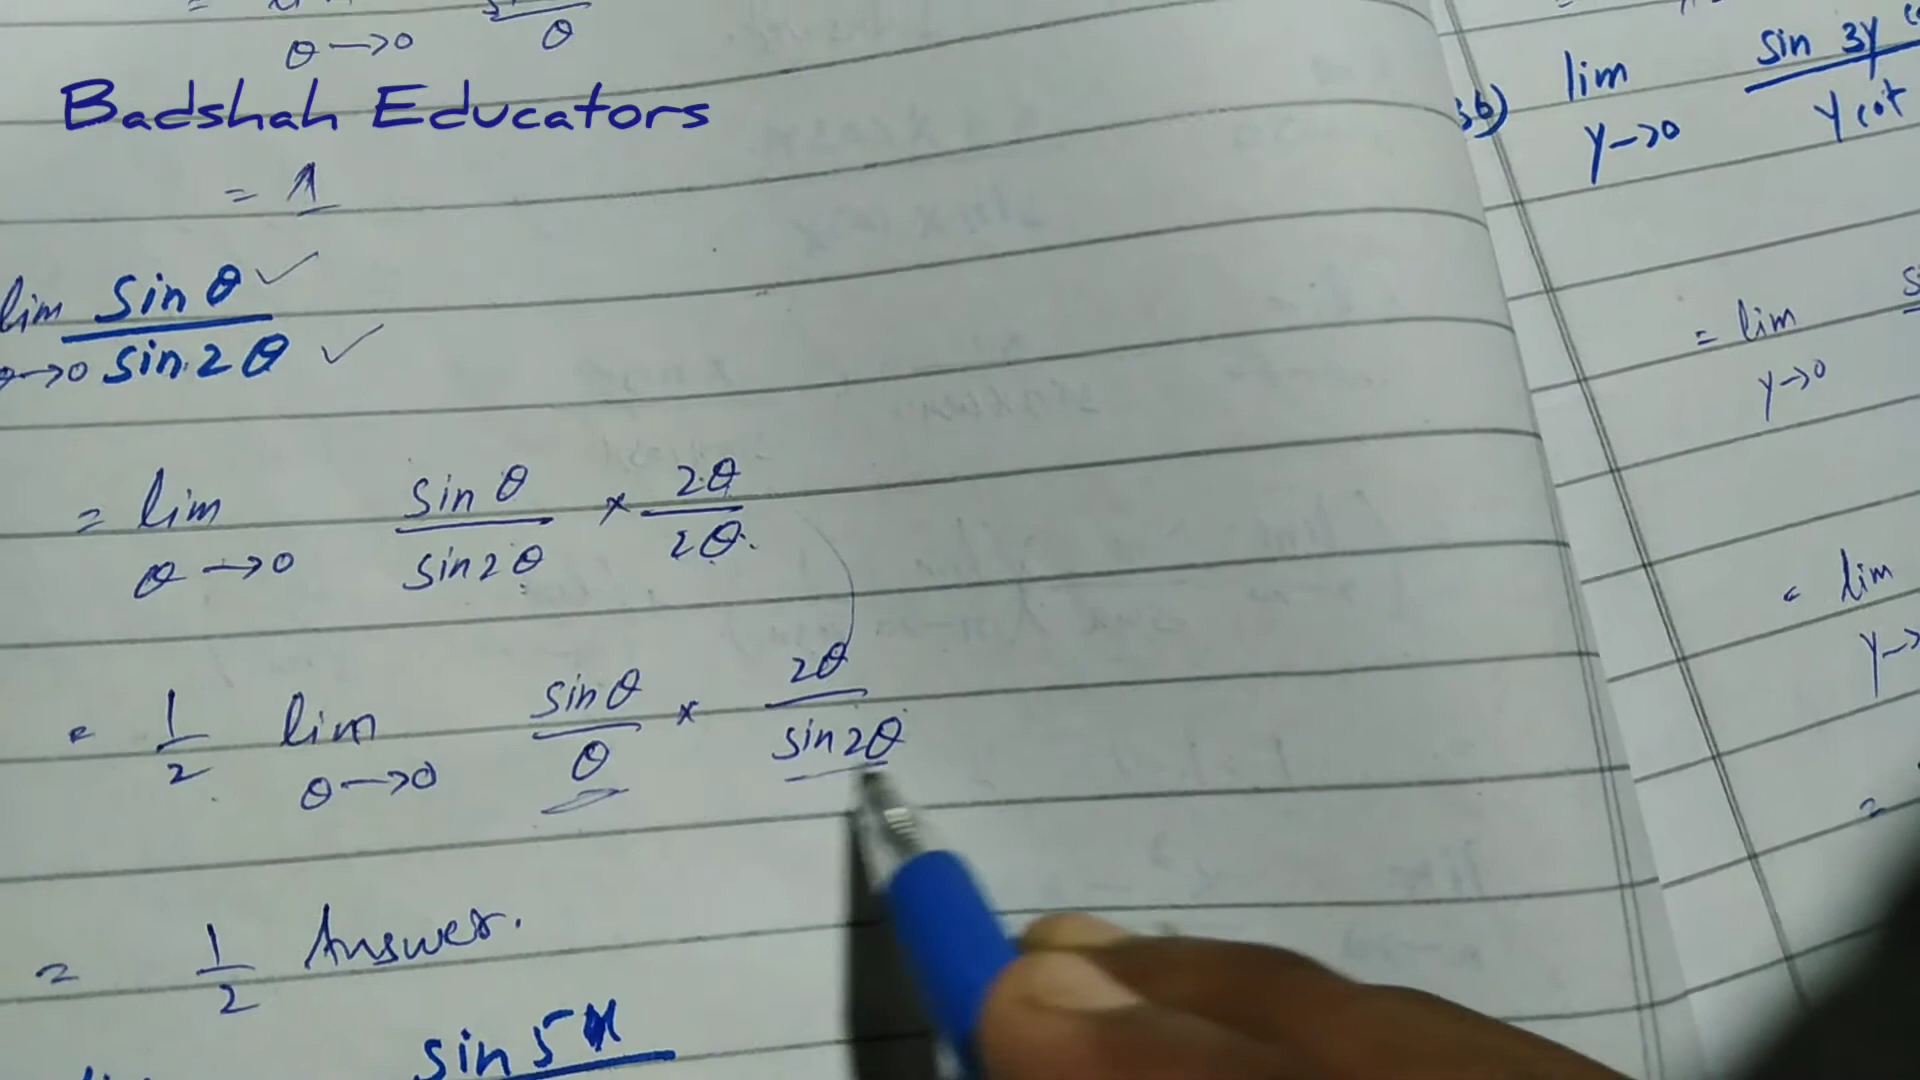 θ→0 θ
Badshah Educators
= 1
lim sin θ ✓
θ→0 sin 2θ ✓
= lim sin θ × 2θ
θ→0 sin 2θ 2θ.
= 1 lim sin θ × 2θ
2 θ→0 θ sin 2θ
= 1 Answer.
2
sin 5x
36) lim sin 3y
y→0 y cot
= lim
y→0
= lim
y→
=